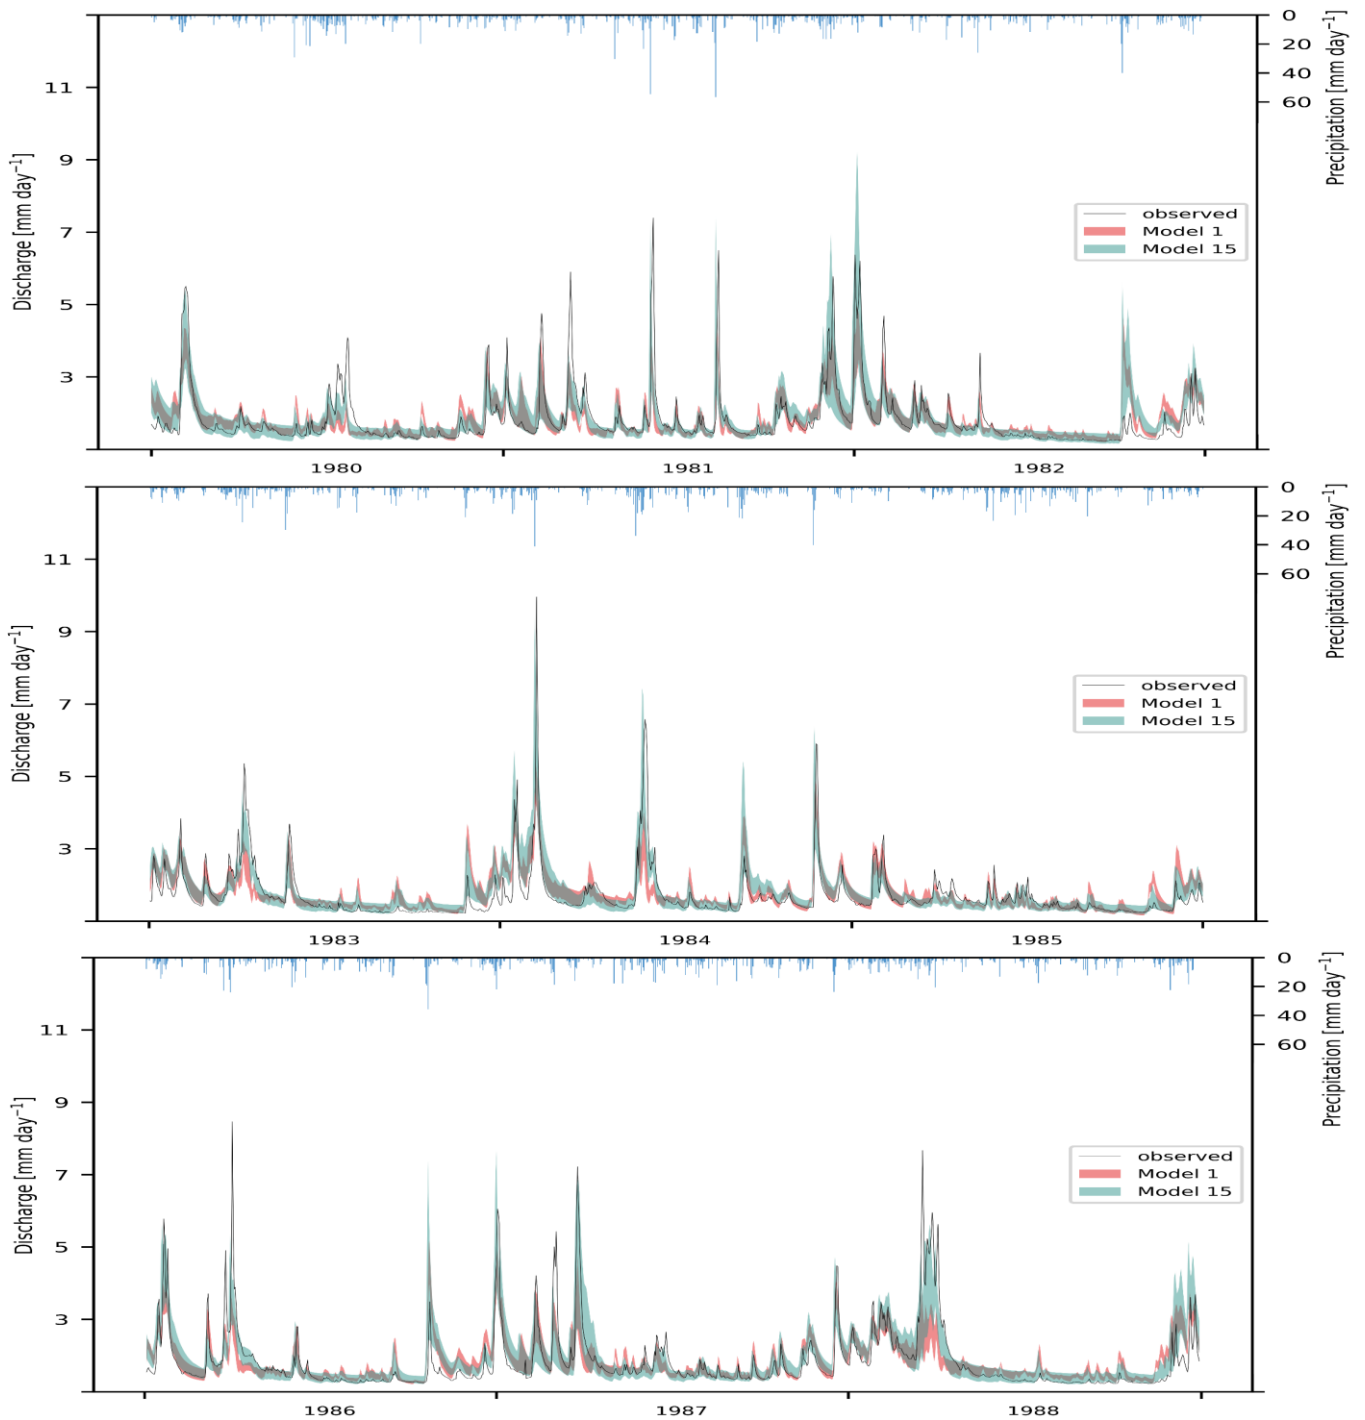 0
20
40
60
Precipitation [mm day⁻¹]
11
9
7
5
3
Discharge [mm day⁻¹]
observed
Model 1
Model 15
1980
1981
1982
0
20
40
60
Precipitation [mm day⁻¹]
11
9
7
5
3
Discharge [mm day⁻¹]
observed
Model 1
Model 15
1983
1984
1985
0
20
40
60
Precipitation [mm day⁻¹]
11
9
7
5
3
Discharge [mm day⁻¹]
observed
Model 1
Model 15
1986
1987
1988